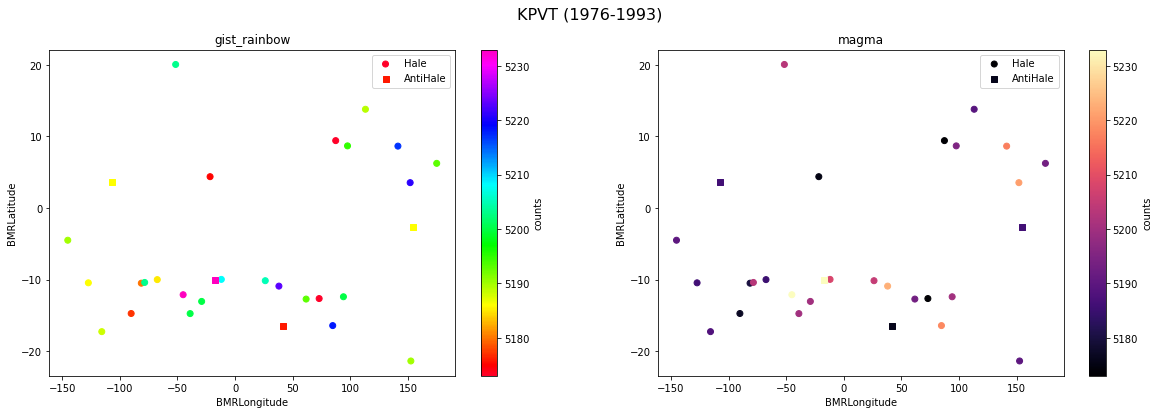 KPVT (1976-1993)
gist_rainbow
Hale
AntiHale
20
10
0
−10
−20
BMRLatitude
−150
−100
−50
0
50
100
150
BMRLongitude
5230
5220
5210
5200
5190
5180
counts
magma
Hale
AntiHale
20
10
0
−10
−20
BMRLatitude
−150
−100
−50
0
50
100
150
BMRLongitude
5230
5220
5210
5200
5190
5180
counts